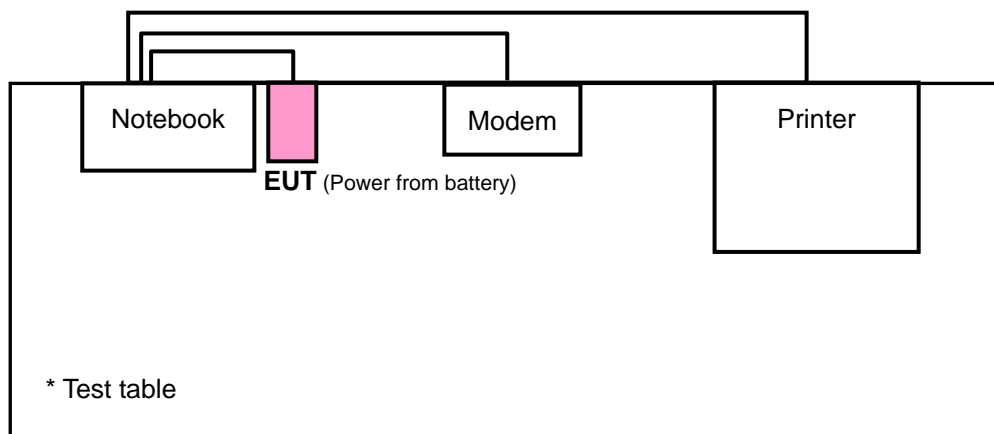 Notebook
Modem
Printer
EUT (Power from battery)
* Test table